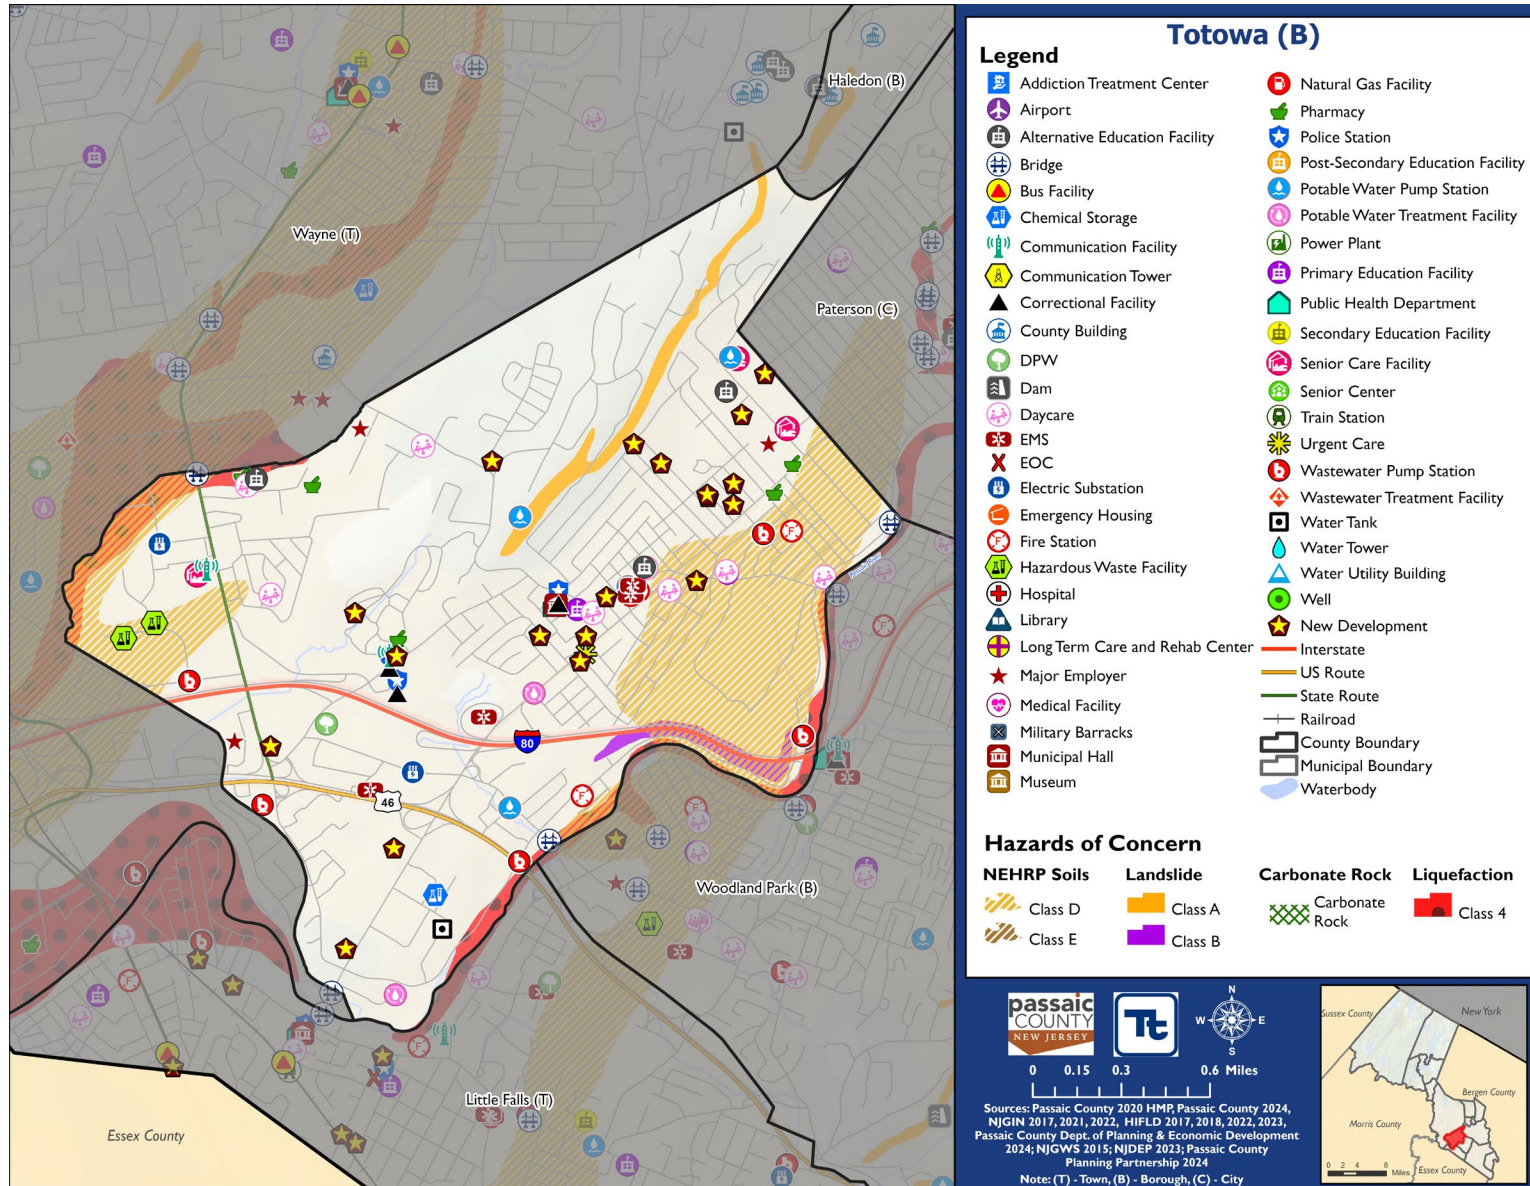 Totowa (B)
Legend
Addiction Treatment Center
Airport
Alternative Education Facility
Bridge
Bus Facility
Chemical Storage
Communication Facility
Communication Tower
Correctional Facility
County Building
DPW
Dam
Daycare
EMS
EOC
Electric Substation
Emergency Housing
Fire Station
Hazardous Waste Facility
Hospital
Library
Long Term Care and Rehab Center
Major Employer
Medical Facility
Military Barracks
Municipal Hall
Museum
Natural Gas Facility
Pharmacy
Police Station
Post-Secondary Education Facility
Potable Water Pump Station
Potable Water Treatment Facility
Power Plant
Primary Education Facility
Public Health Department
Secondary Education Facility
Senior Care Facility
Senior Center
Train Station
Urgent Care
Wastewater Pump Station
Wastewater Treatment Facility
Water Tank
Water Tower
Water Utility Building
Well
New Development
Interstate
US Route
State Route
Railroad
County Boundary
Municipal Boundary
Waterbody
Hazards of Concern
NEHRP Soils
Class D
Class E
Landslide
Class A
Class B
Carbonate Rock
Carbonate
Rock
Liquefaction
Class 4
Haledon (B)
Wayne (T)
Paterson (C)
Passaic River
80
46
Woodland Park (B)
Little Falls (T)
Essex County
passaic
COUNTY
NEW JERSEY
Tt
N
W E
S
0 0.15 0.3 0.6 Miles
Sources: Passaic County 2020 HMP, Passaic County 2024,
NJGIN 2017, 2021, 2022, HIFLD 2017, 2018, 2022, 2023,
Passaic County Dept. of Planning & Economic Development
2024; NJGWS 2015; NJDEP 2023; Passaic County
Planning Partnership 2024
Note: (T) - Town, (B) - Borough, (C) - City
Sussex County
New York
Bergen County
Morris County
Essex County
0 2 4 8 Miles